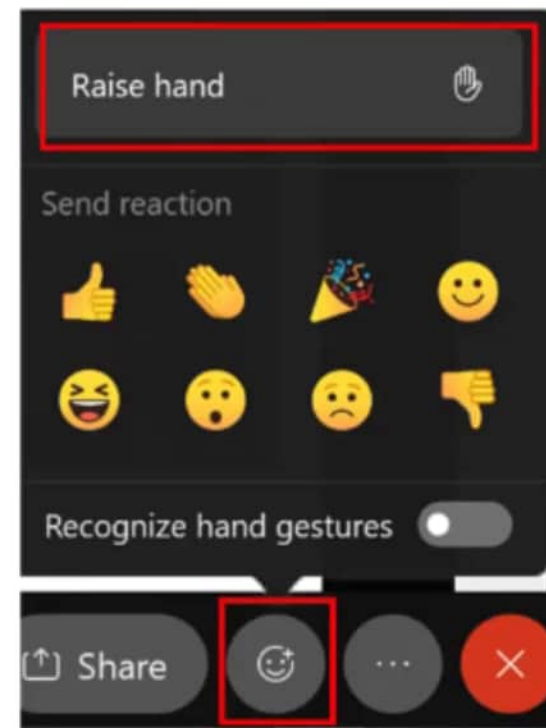 Raise hand
Send reaction
Recognize hand gestures
Share